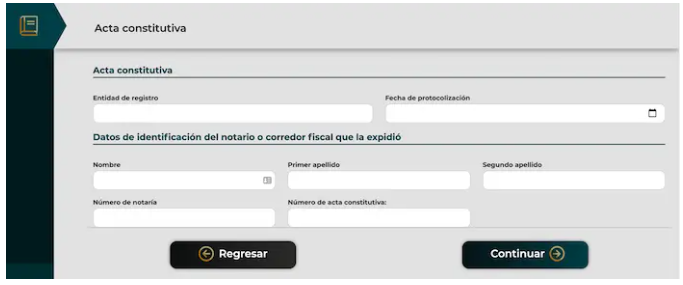 Acta constitutiva
Acta constitutiva
Entidad de registro Fecha de protocolización
Datos de identificación del notario o corredor fiscal que la expidió
Nombre Primer apellido Segundo apellido
Número de notaría Número de acta constitutiva:
Regresar Continuar